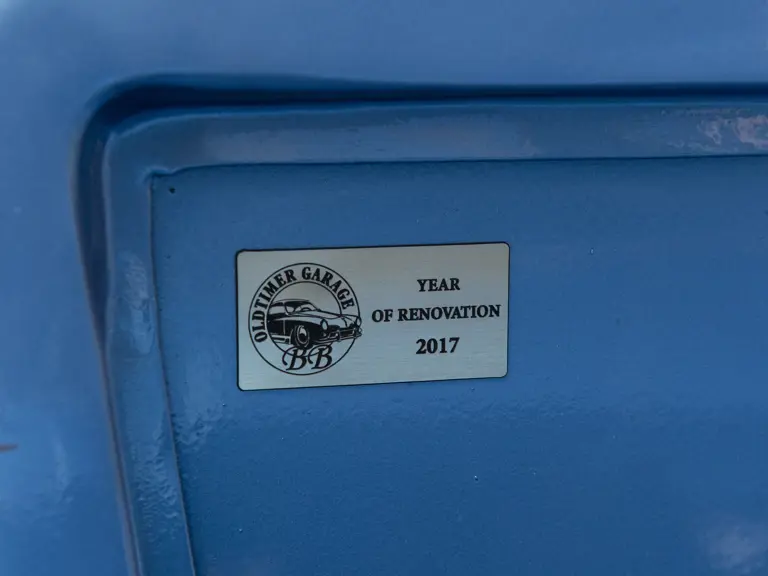 OLDTIMER GARAGE
BB
YEAR
OF RENOVATION
2017